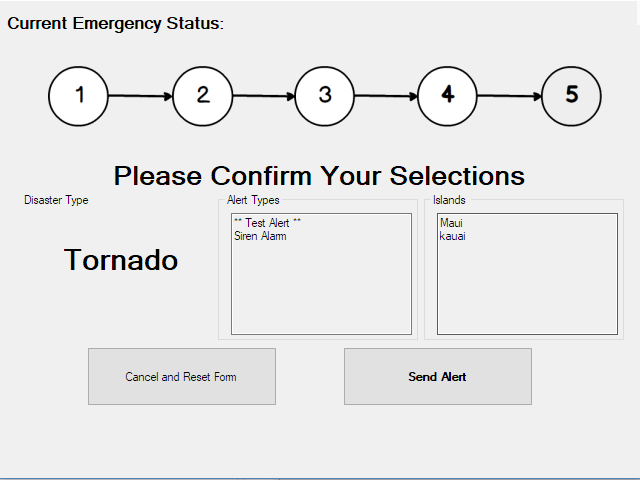 Current Emergency Status:
1 2 3 4 5
Please Confirm Your Selections
Disaster Type
Tornado
Alert Types
** Test Alert **
Siren Alarm
Islands
Maui
kauai
Cancel and Reset Form
Send Alert